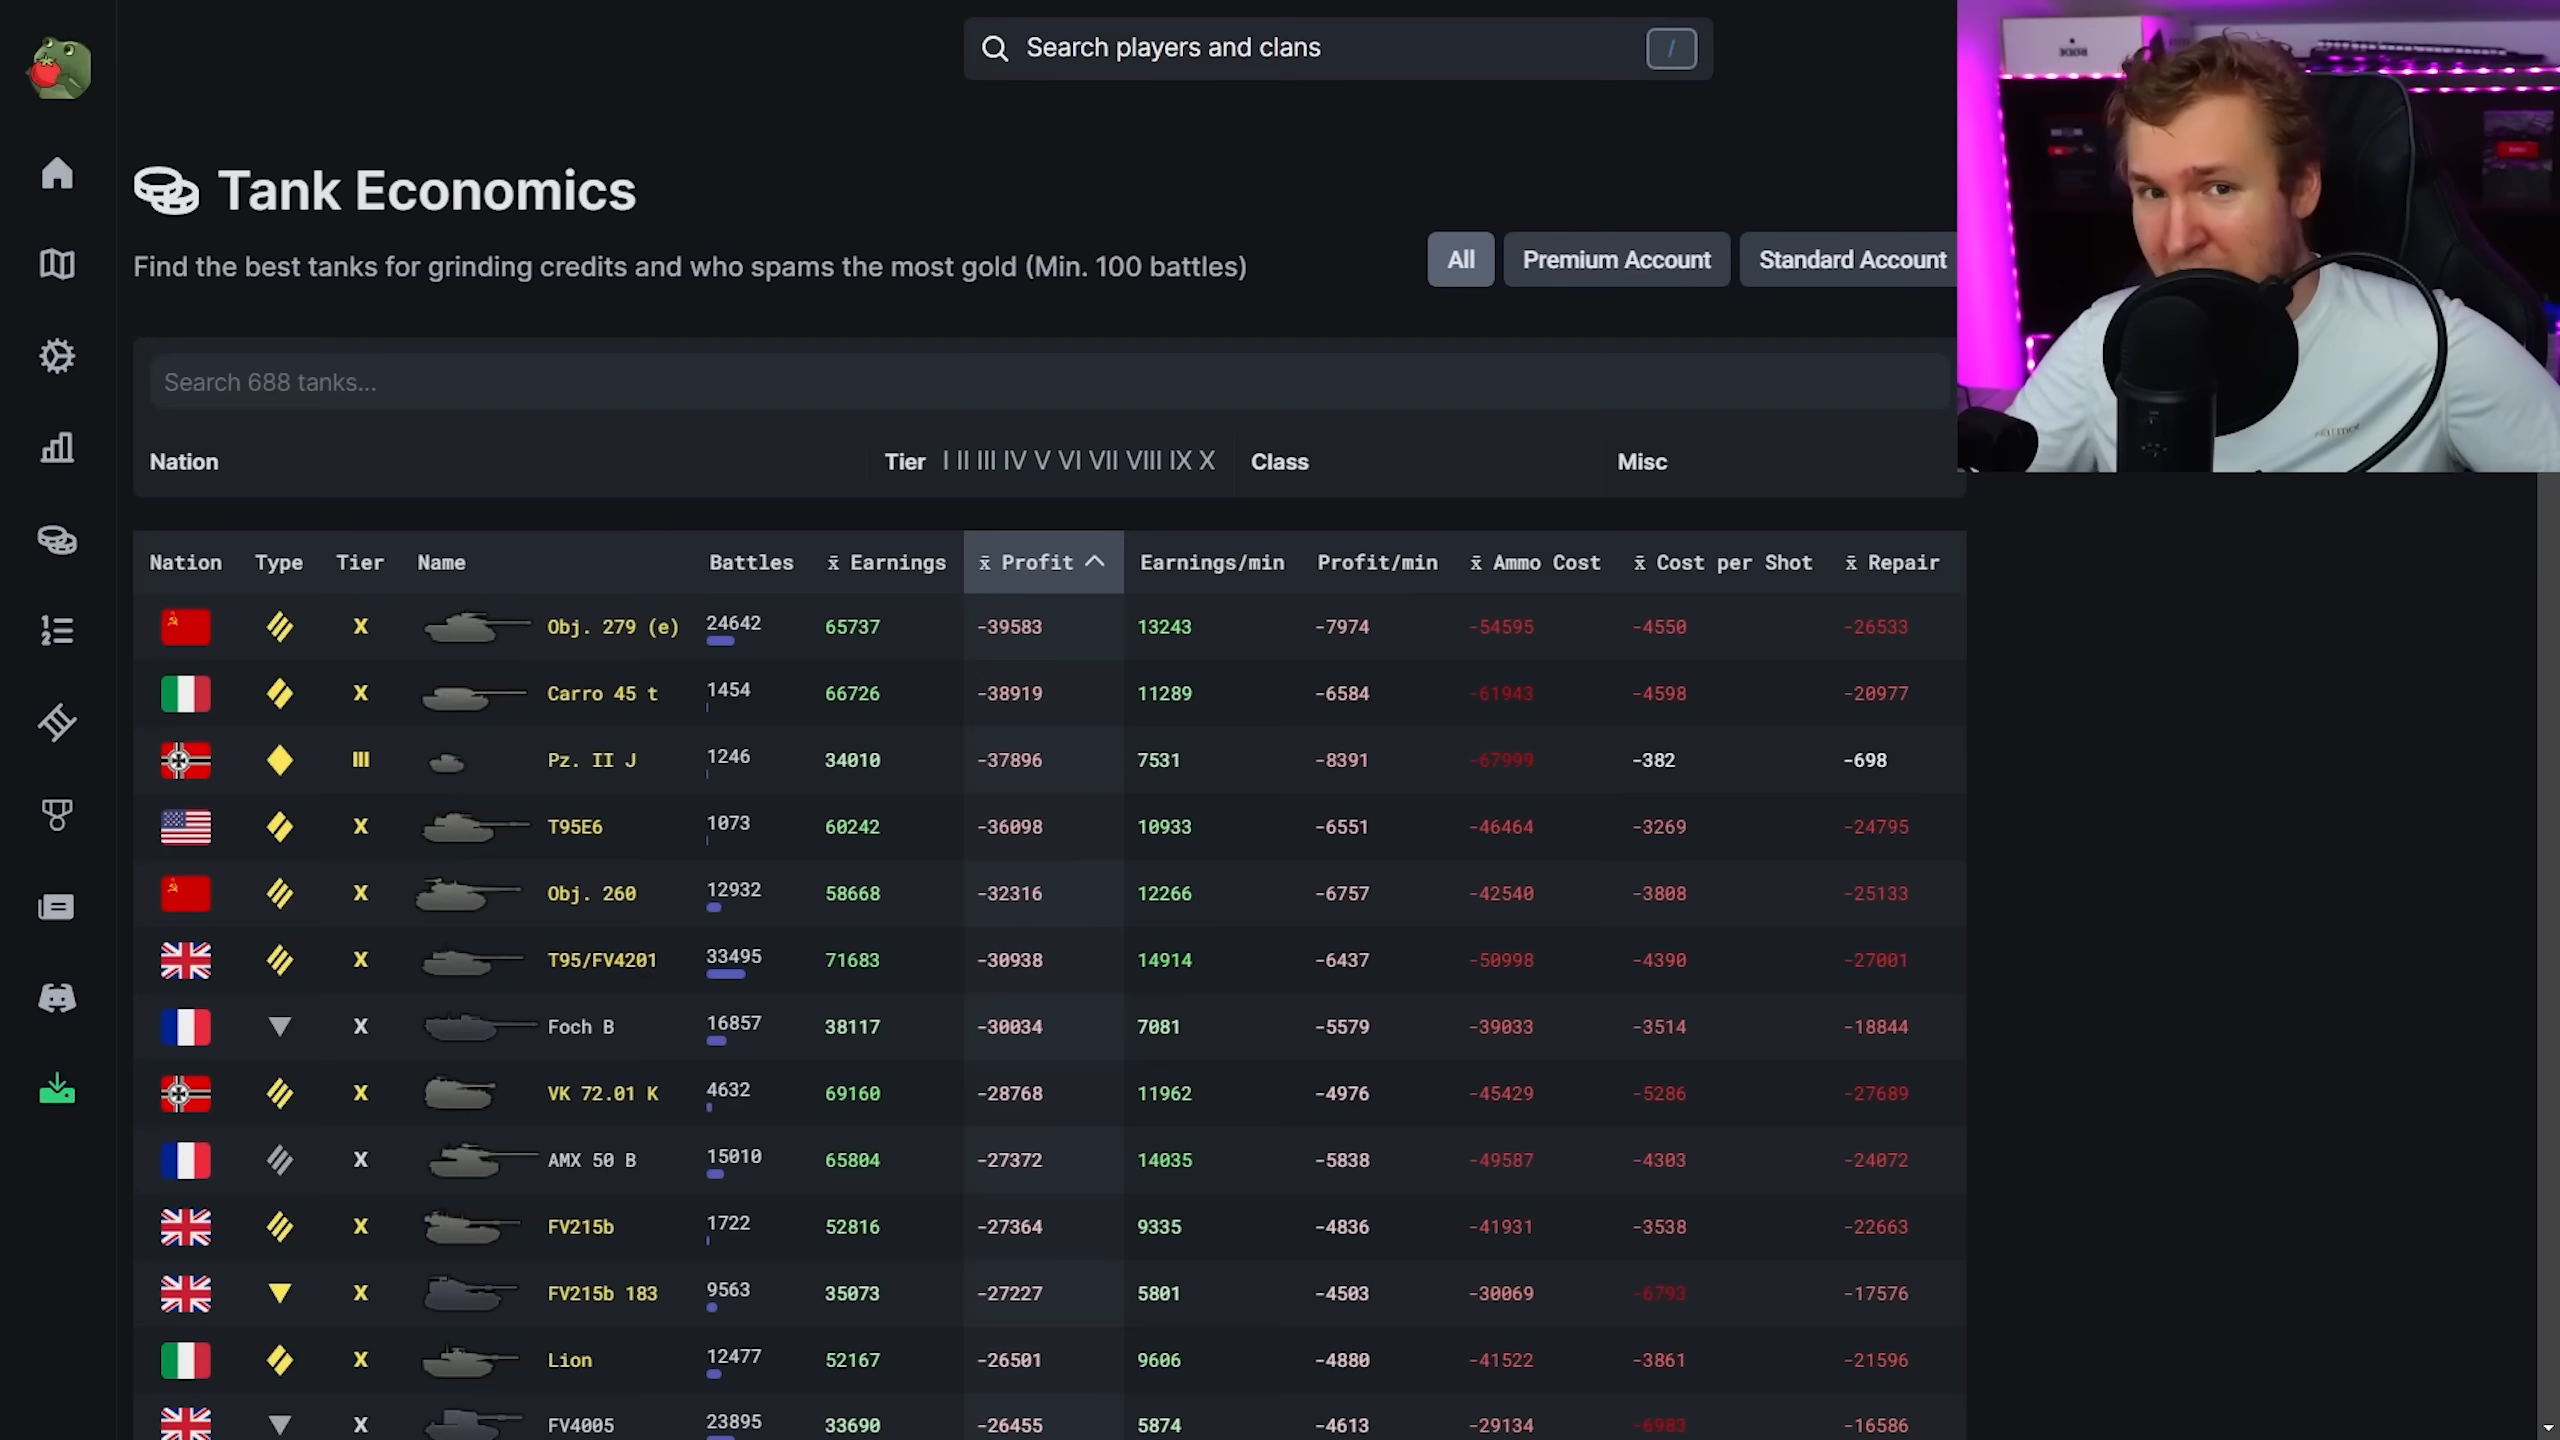 Search players and clans /
Tank Economics
Find the best tanks for grinding credits and who spams the most gold (Min. 100 battles)
All Premium Account Standard Account
Search 688 tanks...
Nation Tier I II III IV V VI VII VIII IX X Class Misc
Nation Type Tier Name Battles x̄ Earnings x̄ Profit Earnings/min Profit/min x̄ Ammo Cost x̄ Cost per Shot x̄ Repair
X Obj. 279 (e) 24642 65737 -39583 13243 -7974 -54595 -4550 -26533
X Carro 45 t 1454 66726 -38919 11289 -6584 -61943 -4598 -20977
III Pz. II J 1246 34010 -37896 7531 -8391 -67999 -382 -698
X T95E6 1073 60242 -36098 10933 -6551 -46464 -3269 -24795
X Obj. 260 12932 58668 -32316 12266 -6757 -42540 -3808 -25133
X T95/FV4201 33495 71683 -30938 14914 -6437 -50998 -4390 -27001
X Foch B 16857 38117 -30034 7081 -5579 -39033 -3514 -18844
X VK 72.01 K 4632 69160 -28768 11962 -4976 -45429 -5286 -27689
X AMX 50 B 15010 65804 -27372 14035 -5838 -49587 -4303 -24072
X FV215b 1722 52816 -27364 9335 -4836 -41931 -3538 -22663
X FV215b 183 9563 35073 -27227 5801 -4503 -30069 -6793 -17576
X Lion 12477 52167 -26501 9606 -4880 -41522 -3861 -21596
X FV4005 23895 33690 -26455 5874 -4613 -29134 -6983 -16586